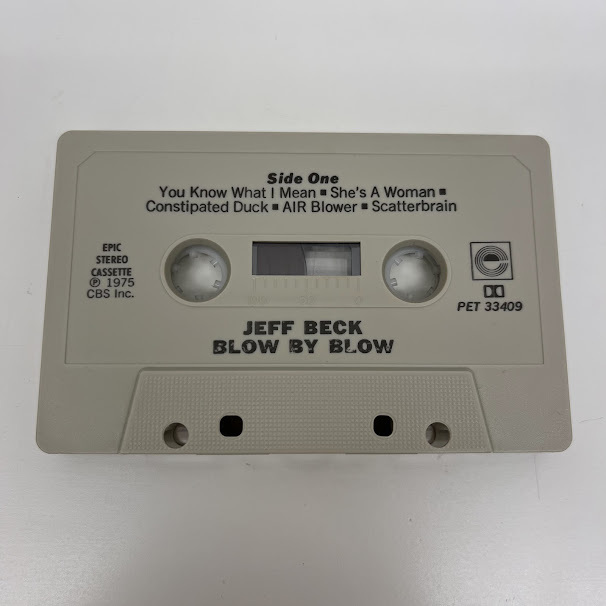 Side One
You Know What I Mean ▪ She's A Woman ▪
Constipated Duck ▪ AIR Blower ▪ Scatterbrain
EPIC
STEREO
CASSETTE
℗ 1975
CBS Inc.
PET 33409
JEFF BECK
BLOW BY BLOW